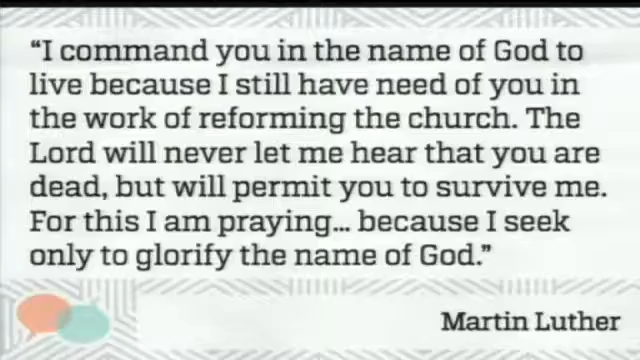 “I command you in the name of God to
live because I still have need of you in
the work of reforming the church. The
Lord will never let me hear that you are
dead, but will permit you to survive me.
For this I am praying... because I seek
only to glorify the name of God.”
Martin Luther